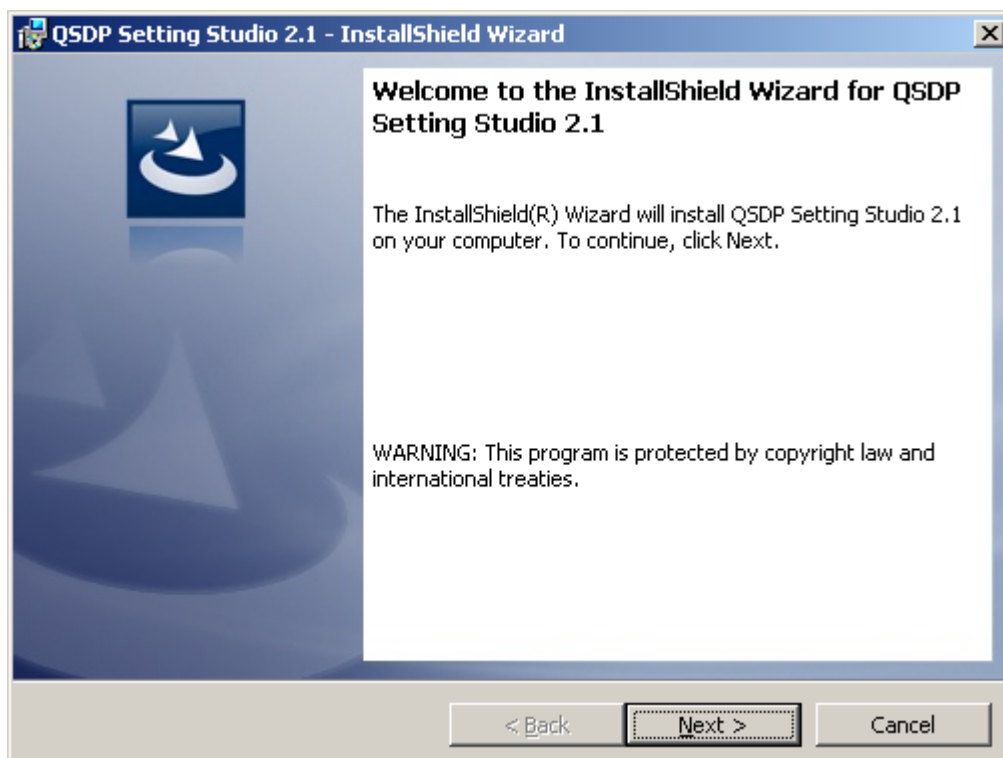 QSDP Setting Studio 2.1 - InstallShield Wizard
Welcome to the InstallShield Wizard for QSDP
Setting Studio 2.1
The InstallShield(R) Wizard will install QSDP Setting Studio 2.1
on your computer. To continue, click Next.
WARNING: This program is protected by copyright law and
international treaties.
< Back
Next >
Cancel